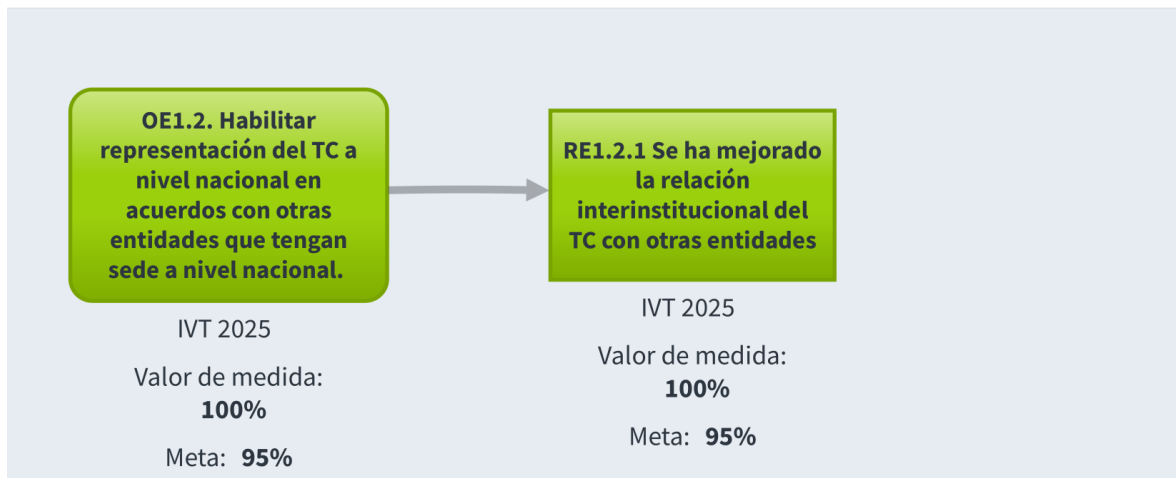 OE1.2. Habilitar
representación del TC a
nivel nacional en
acuerdos con otras
entidades que tengan
sede a nivel nacional.
IVT 2025
Valor de medida:
100%
Meta: 95%
RE1.2.1 Se ha mejorado
la relación
interinstitucional del
TC con otras entidades
IVT 2025
Valor de medida:
100%
Meta: 95%